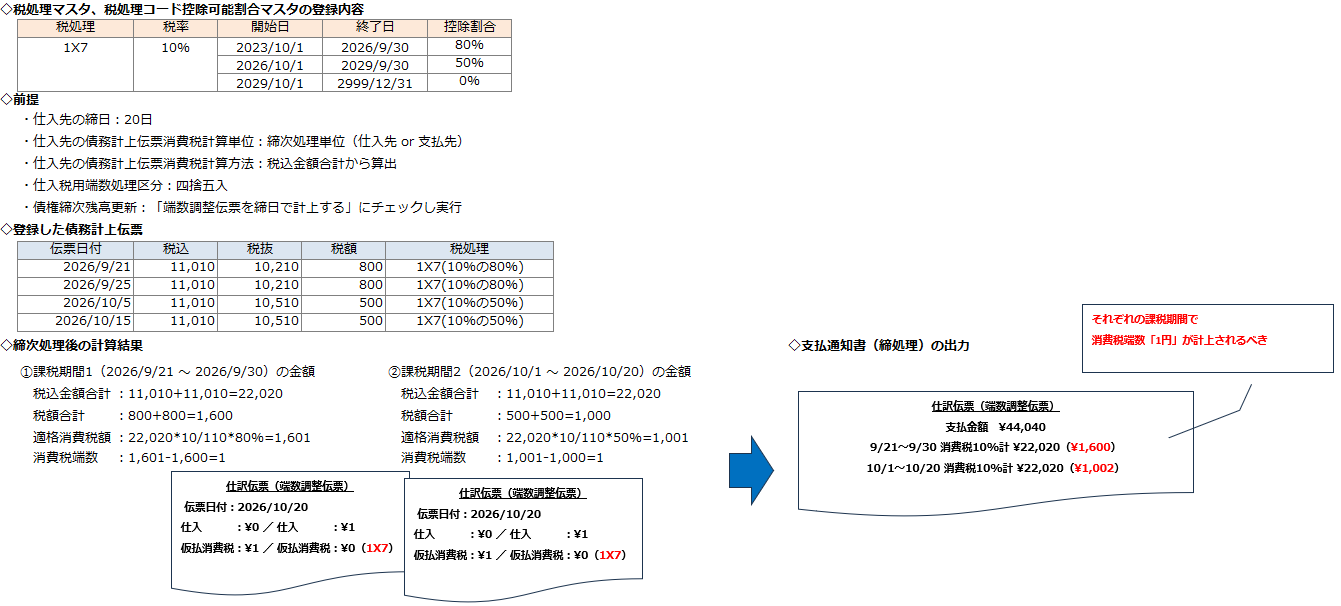 ◇税処理マスタ、税処理コード控除可能割合マスタの登録内容
税処理 税率 開始日 終了日 控除割合
1X7 10% 2023/10/1 2026/9/30 80%
2026/10/1 2029/9/30 50%
2029/10/1 2999/12/31 0%
◇前提
・仕入先の締日：20日
・仕入先の債務計上伝票消費税計算単位：締次処理単位（仕入先 or 支払先）
・仕入先の債務計上伝票消費税計算方法：税込金額合計から算出
・仕入税用端数処理区分：四捨五入
・債権締次残高更新：「端数調整伝票を締日で計上する」にチェックし実行
◇登録した債務計上伝票
伝票日付 税込 税抜 税額 税処理
2026/9/21 11,010 10,210 800 1X7(10%の80%)
2026/9/25 11,010 10,210 800 1X7(10%の80%)
2026/10/5 11,010 10,510 500 1X7(10%の50%)
2026/10/15 11,010 10,510 500 1X7(10%の50%)
◇締次処理後の計算結果
①課税期間1（2026/9/21 ～ 2026/9/30）の金額
税込金額合計 ：11,010+11,010=22,020
税額合計 ：800+800=1,600
適格消費税額 ：22,020*10/110*80%=1,601
消費税端数 ：1,601-1,600=1
仕訳伝票（端数調整伝票）
伝票日付：2026/10/20
仕入 ：¥0 ／ 仕入 ：¥1
仮払消費税：¥1 ／ 仮払消費税：¥0（1X7）
②課税期間2（2026/10/1 ～ 2026/10/20）の金額
税込金額合計 ：11,010+11,010=22,020
税額合計 ：500+500=1,000
適格消費税額 ：22,020*10/110*50%=1,001
消費税端数 ：1,001-1,000=1
仕訳伝票（端数調整伝票）
伝票日付：2026/10/20
仕入 ：¥0 ／ 仕入 ：¥1
仮払消費税：¥1 ／ 仮払消費税：¥0（1X7）
◇支払通知書（締処理）の出力
それぞれの課税期間で
消費税端数「1円」が計上されるべき
仕訳伝票（端数調整伝票）
支払金額 ¥44,040
9/21～9/30 消費税10%計 ¥22,020（¥1,600）
10/1～10/20 消費税10%計 ¥22,020（¥1,002）